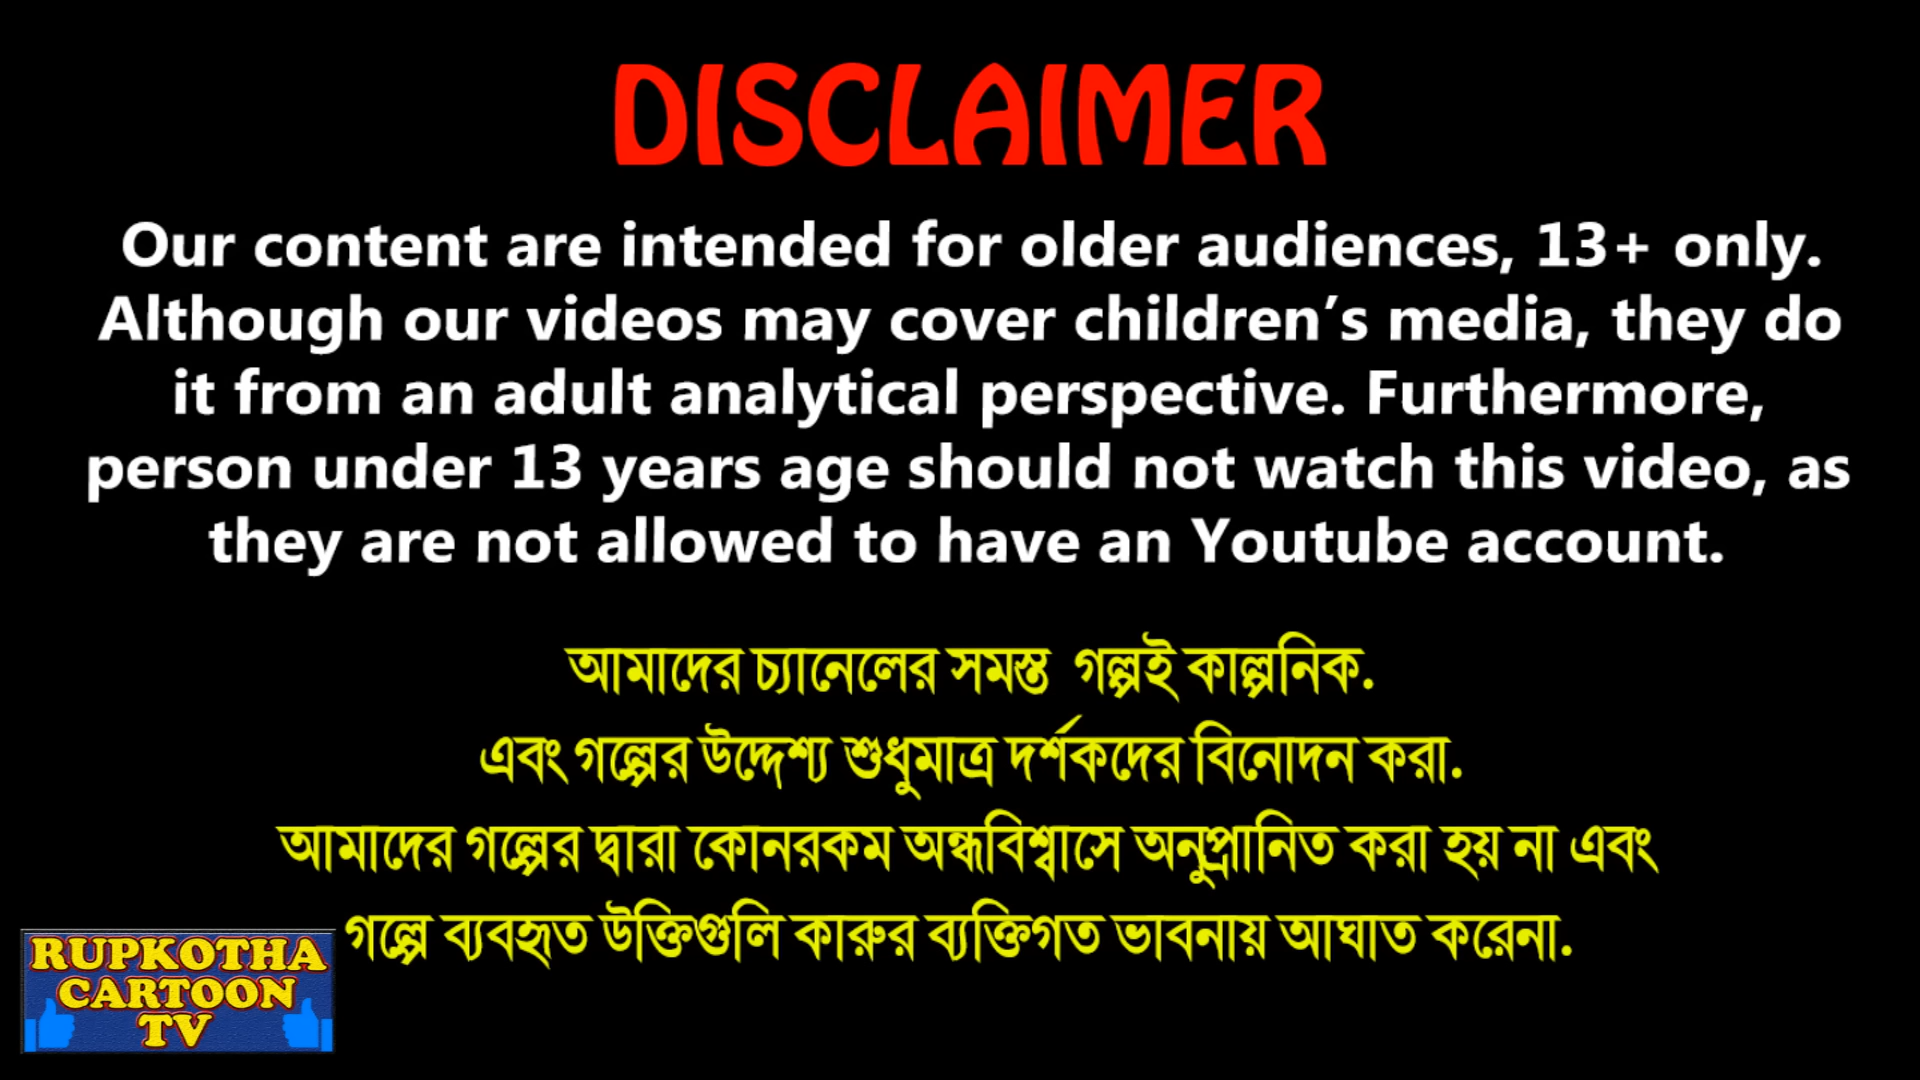 DISCLAIMER
Our content are intended for older audiences, 13+ only.
Although our videos may cover children’s media, they do
it from an adult analytical perspective. Furthermore,
person under 13 years age should not watch this video, as
they are not allowed to have an Youtube account.
আমাদের চ্যানেলের সমস্ত গল্পই কাল্পনিক.
এবং গল্পের উদ্দেশ্য শুধুমাত্র দর্শকদের বিনোদন করা.
আমাদের গল্পের দ্বারা কোনরকম অন্ধবিশ্বাসে অনুপ্রানিত করা হয় না এবং
গল্পে ব্যবহৃত উক্তিগুলি কারুর ব্যক্তিগত ভাবনায় আঘাত করেনা.
RUPKOTHA
CARTOON
TV